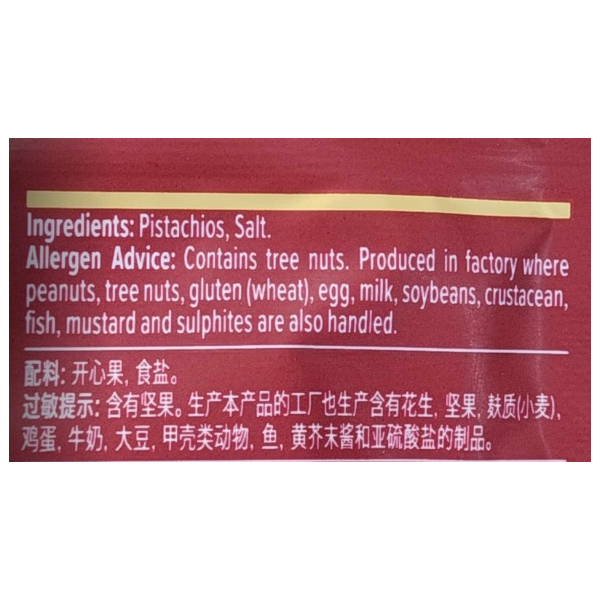 Ingredients: Pistachios, Salt.
Allergen Advice: Contains tree nuts. Produced in factory where
peanuts, tree nuts, gluten (wheat), egg, milk, soybeans, crustacean,
fish, mustard and sulphites are also handled.
配料: 开心果, 食盐。
过敏提示: 含有坚果。生产本产品的工厂也生产含有花生, 坚果, 麸质(小麦),
鸡蛋, 牛奶, 大豆, 甲壳类动物, 鱼, 黄芥末酱和亚硫酸盐的制品。